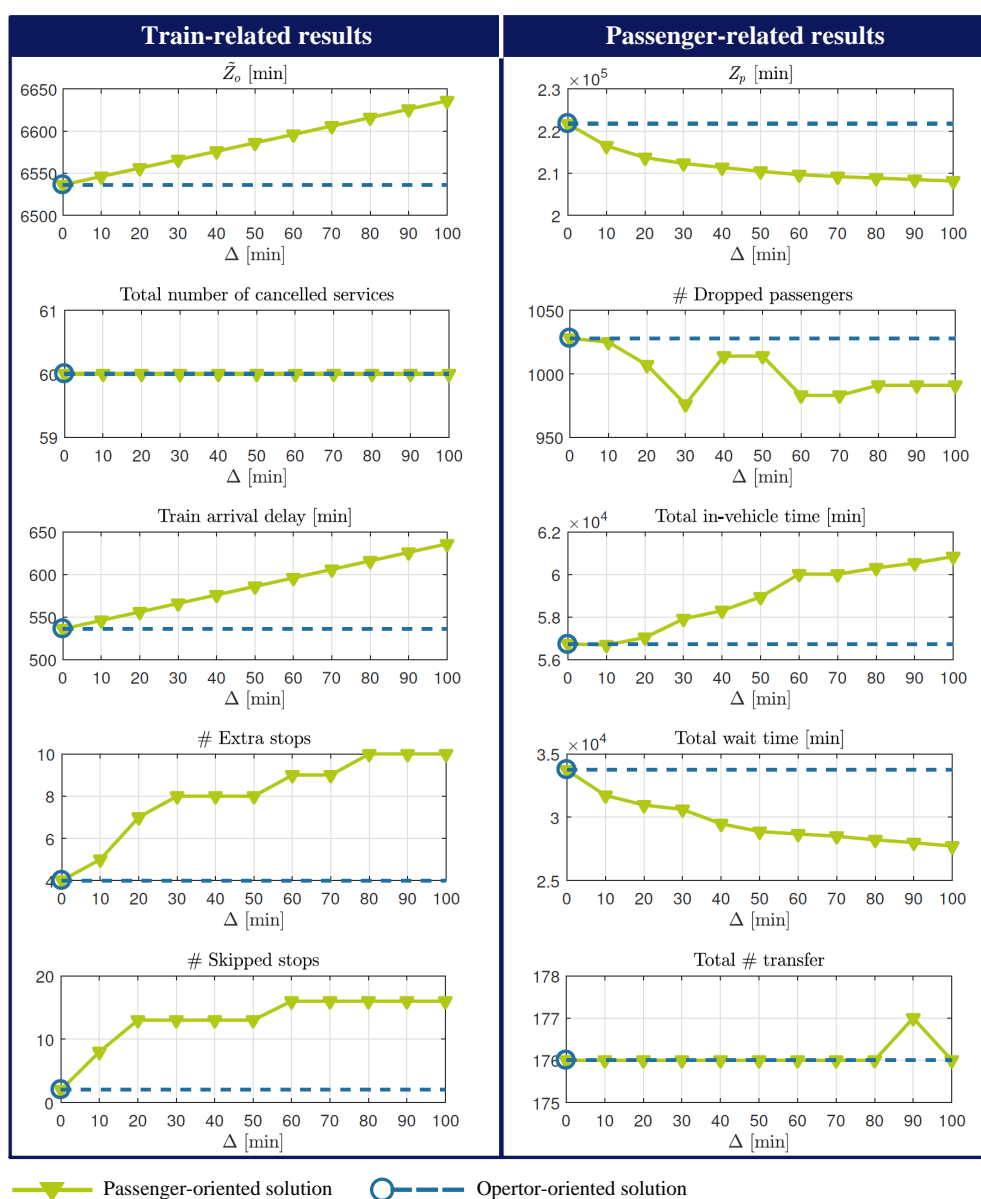 Train-related results
Passenger-related results
Z̃ₒ [min]
6650
6600
6550
6500
0 10 20 30 40 50 60 70 80 90 100
Δ [min]
Total number of cancelled services
61
60
59
0 10 20 30 40 50 60 70 80 90 100
Δ [min]
Train arrival delay [min]
650
600
550
500
0 10 20 30 40 50 60 70 80 90 100
Δ [min]
# Extra stops
10
8
6
4
0 10 20 30 40 50 60 70 80 90 100
Δ [min]
# Skipped stops
20
10
0
0 10 20 30 40 50 60 70 80 90 100
Δ [min]
Zₚ [min]
×10⁵
2.3
2.2
2.1
2
0 10 20 30 40 50 60 70 80 90 100
Δ [min]
# Dropped passengers
1050
1000
950
0 10 20 30 40 50 60 70 80 90 100
Δ [min]
Total in-vehicle time [min]
×10⁴
6.2
6
5.8
5.6
0 10 20 30 40 50 60 70 80 90 100
Δ [min]
Total wait time [min]
×10⁴
3.5
3
2.5
0 10 20 30 40 50 60 70 80 90 100
Δ [min]
Total # transfer
178
177
176
175
0 10 20 30 40 50 60 70 80 90 100
Δ [min]
Passenger-oriented solution
Opertor-oriented solution